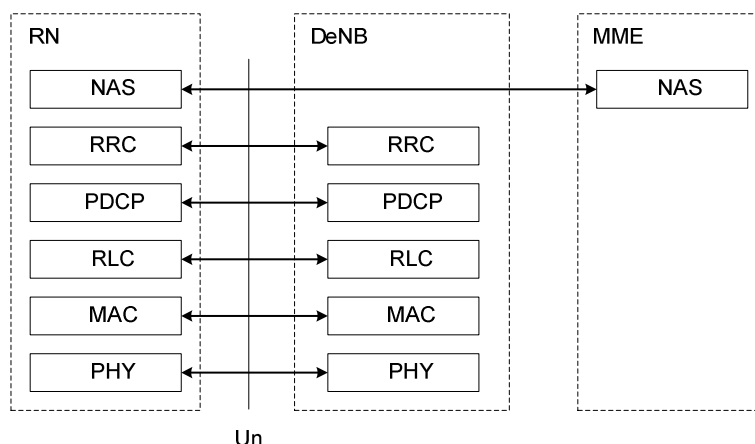 RN DeNB MME
NAS NAS
RRC RRC
PDCP PDCP
RLC RLC
MAC MAC
PHY PHY
Un